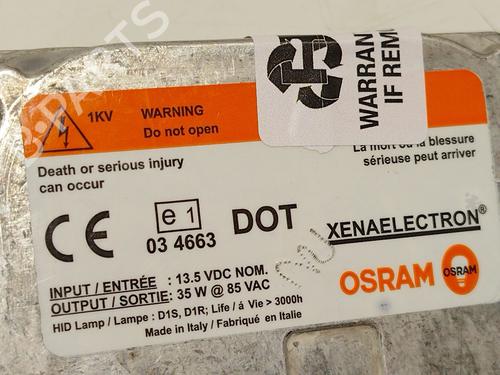 WARRAN
IF REM
1KV
WARNING
Do not open
Death or serious injury
can occur
La mort ou la blessure
sérieuse peut arriver
CE
e 1
03 4663
DOT
XENAELECTRON®
INPUT / ENTRÉE : 13.5 VDC NOM.
OUTPUT / SORTIE: 35 W @ 85 VAC
HID Lamp / Lampe : D1S, D1R; Life / á Vie > 3000h
Made in Italy / Fabriqué en Italie
OSRAM
OSRAM